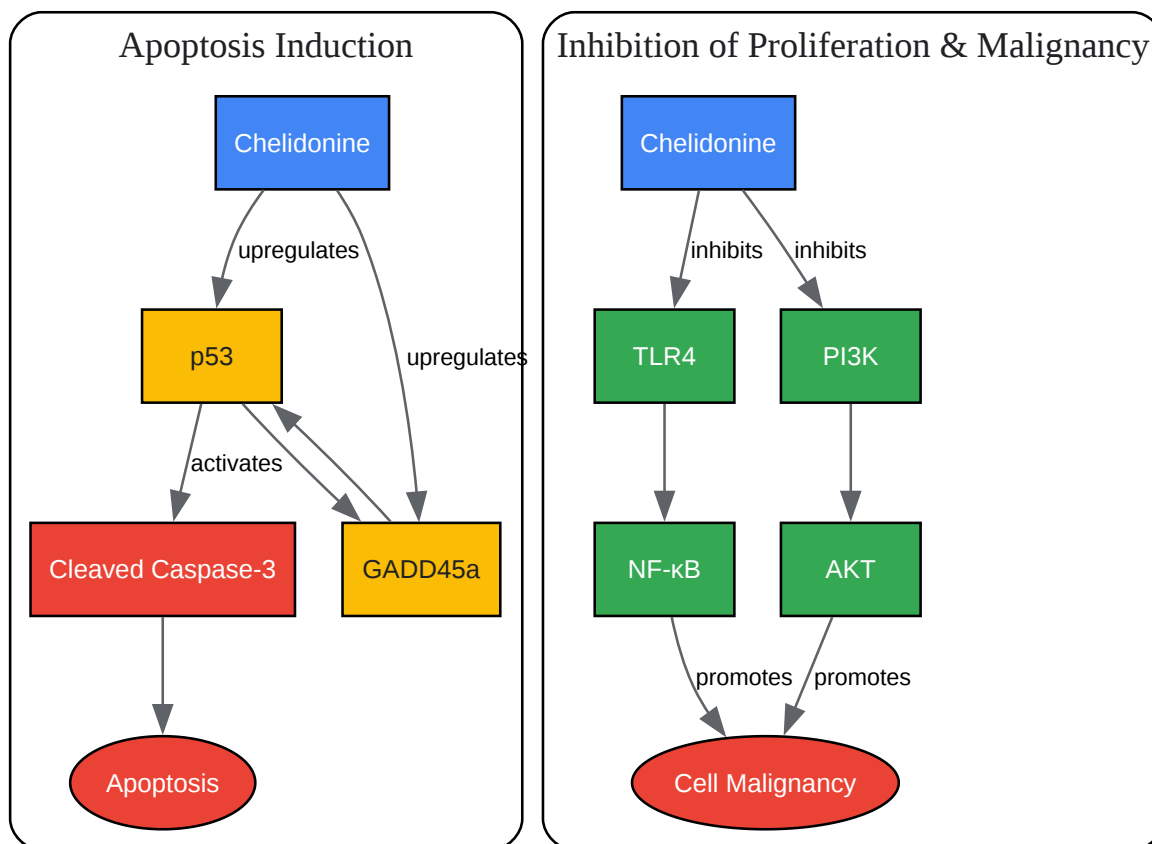 Apoptosis Induction
Chelidonine
upregulates
p53
upregulates
activates
Cleaved Caspase-3
GADD45a
Apoptosis
Inhibition of Proliferation & Malignancy
Chelidonine
inhibits
inhibits
TLR4
PI3K
NF-κB
AKT
promotes
promotes
Cell Malignancy